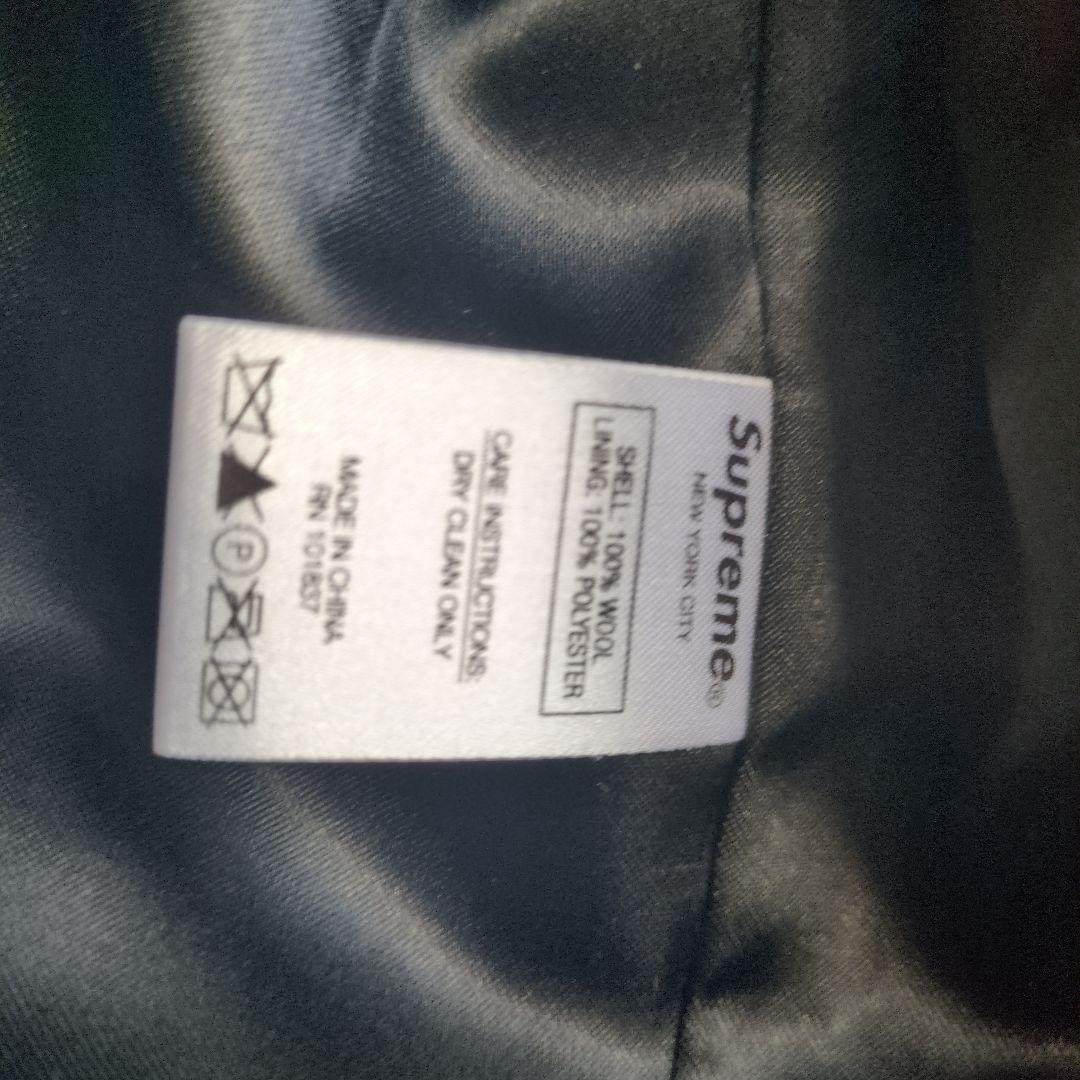 Supreme®
NEW YORK CITY
SHELL: 100% WOOL
LINING: 100% POLYESTER
CARE INSTRUCTIONS:
DRY CLEAN ONLY
MADE IN CHINA
RN 101837
P